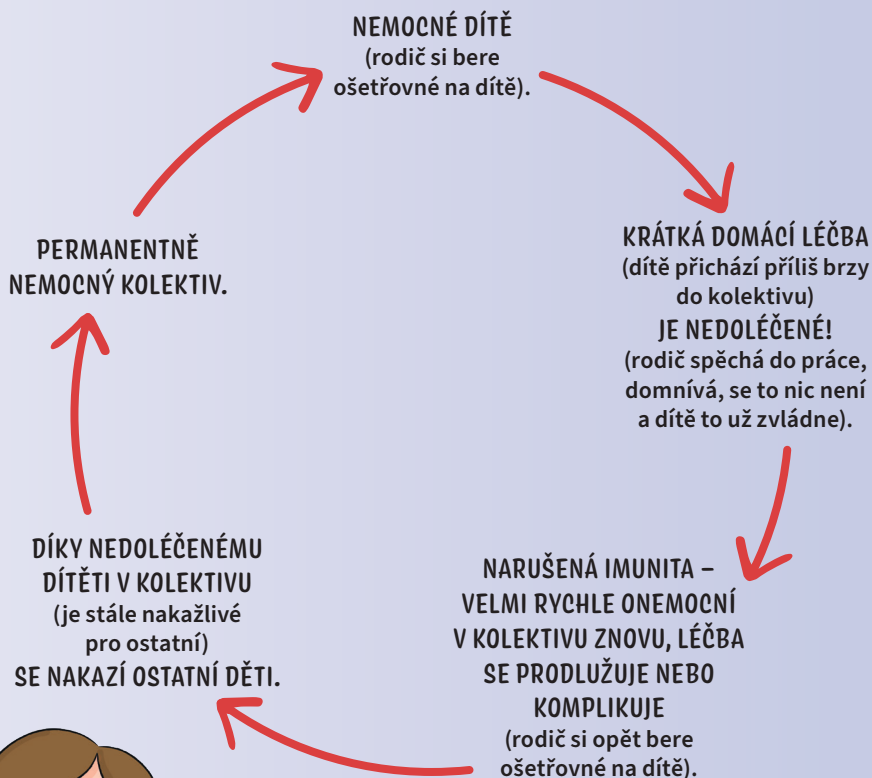 NEMOCNÉ DÍTĚ
(rodič si bere
ošetřovné na dítě).
KRÁTKÁ DOMÁCÍ LÉČBA
(dítě přichází příliš brzy
do kolektivu)
JE NEDOLÉČENÉ!
(rodič spěchá do práce,
domnívá, se to nic není
a dítě to už zvládne).
NARUŠENÁ IMUNITA –
VELMI RYCHLE ONEMOCNÍ
V KOLEKTIVU ZNOVU, LÉČBA
SE PRODLUŽUJE NEBO
KOMPLIKUJE
(rodič si opět bere
ošetřovné na dítě).
DÍKY NEDOLÉČENÉMU
DÍTĚTI V KOLEKTIVU
(je stále nakažlivé
pro ostatní)
SE NAKAZÍ OSTATNÍ DĚTI.
PERMANENTNĚ
NEMOCNÝ KOLEKTIV.